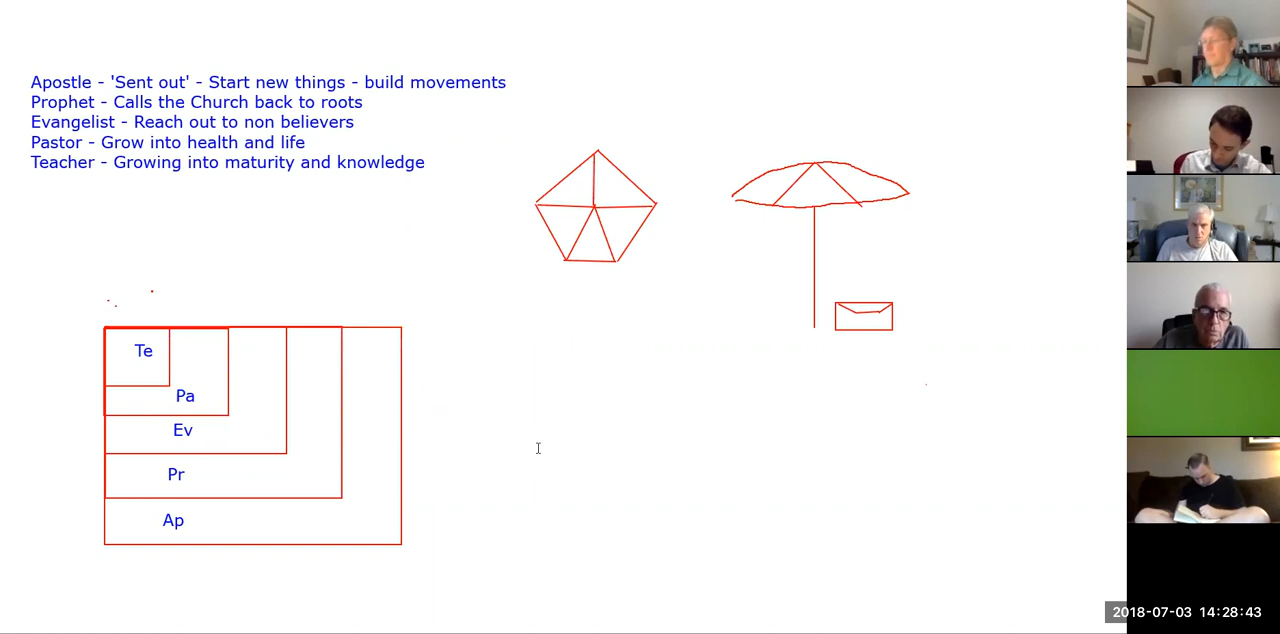 Apostle - 'Sent out' - Start new things - build movements
Prophet - Calls the Church back to roots
Evangelist - Reach out to non believers
Pastor - Grow into health and life
Teacher - Growing into maturity and knowledge
Te
Pa
Ev
Pr
Ap
2018-07-03 14:28:43